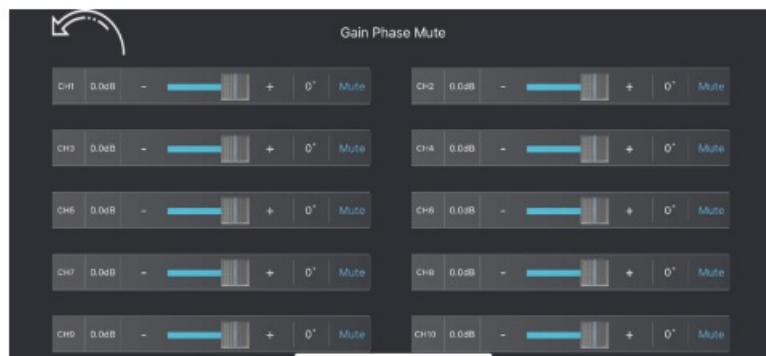 Gain Phase Mute
CH1 0.0dB - + 0° Mute CH2 0.0dB - + 0° Mute
CH3 0.0dB - + 0° Mute CH4 0.0dB - + 0° Mute
CH5 0.0dB - + 0° Mute CH6 0.0dB - + 0° Mute
CH7 0.0dB - + 0° Mute CH8 0.0dB - + 0° Mute
CH9 0.0dB - + 0° Mute CH10 0.0dB - + 0° Mute